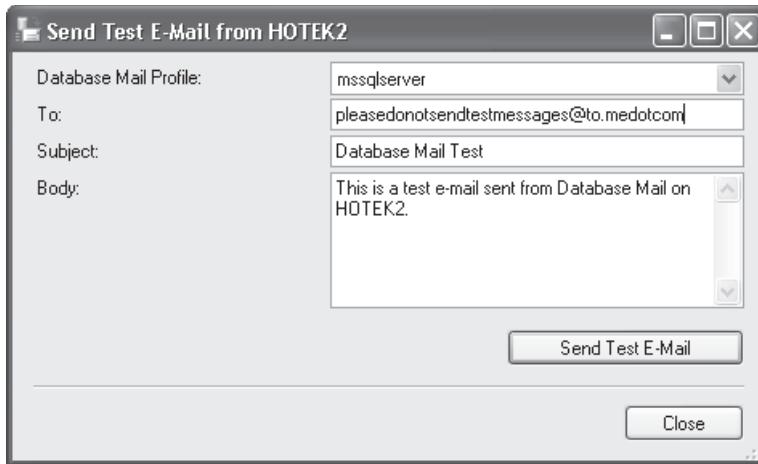 Send Test E-Mail from HOTEK2
Database Mail Profile:
mssqlserver
To:
pleasedonotsendtestmessages@to.medotcom
Subject:
Database Mail Test
Body:
This is a test e-mail sent from Database Mail on
HOTEK2.
Send Test E-Mail
Close